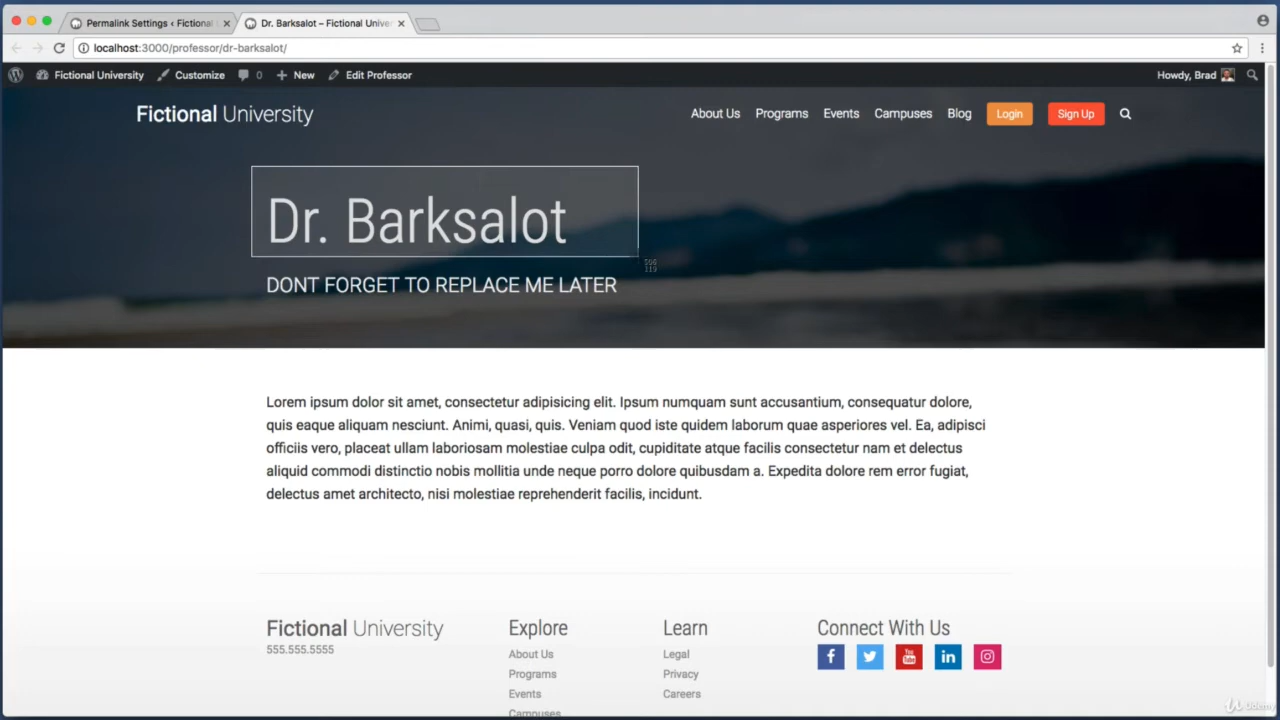 Permalink Settings ‹ Fictional
Dr. Barksalot – Fictional Univer
localhost:3000/professor/dr-barksalot/
Fictional University
Customize
0
New
Edit Professor
Howdy, Brad
Fictional University
About Us
Programs
Events
Campuses
Blog
Login
Sign Up
Dr. Barksalot
506
119
DONT FORGET TO REPLACE ME LATER
Lorem ipsum dolor sit amet, consectetur adipisicing elit. Ipsum numquam sunt accusantium, consequatur dolore,
quis eaque aliquam nesciunt. Animi, quasi, quis. Veniam quod iste quidem laborum quae asperiores vel. Ea, adipisci
officiis vero, placeat ullam laboriosam molestiae culpa odit, cupiditate atque facilis consectetur nam et delectus
aliquid commodi distinctio nobis mollitia unde neque porro dolore quibusdam a. Expedita dolore rem error fugiat,
delectus amet architecto, nisi molestiae reprehenderit facilis, incidunt.
Fictional University
555.555.5555
Explore
About Us
Programs
Events
Campuses
Learn
Legal
Privacy
Careers
Connect With Us
You Tube
Udemy